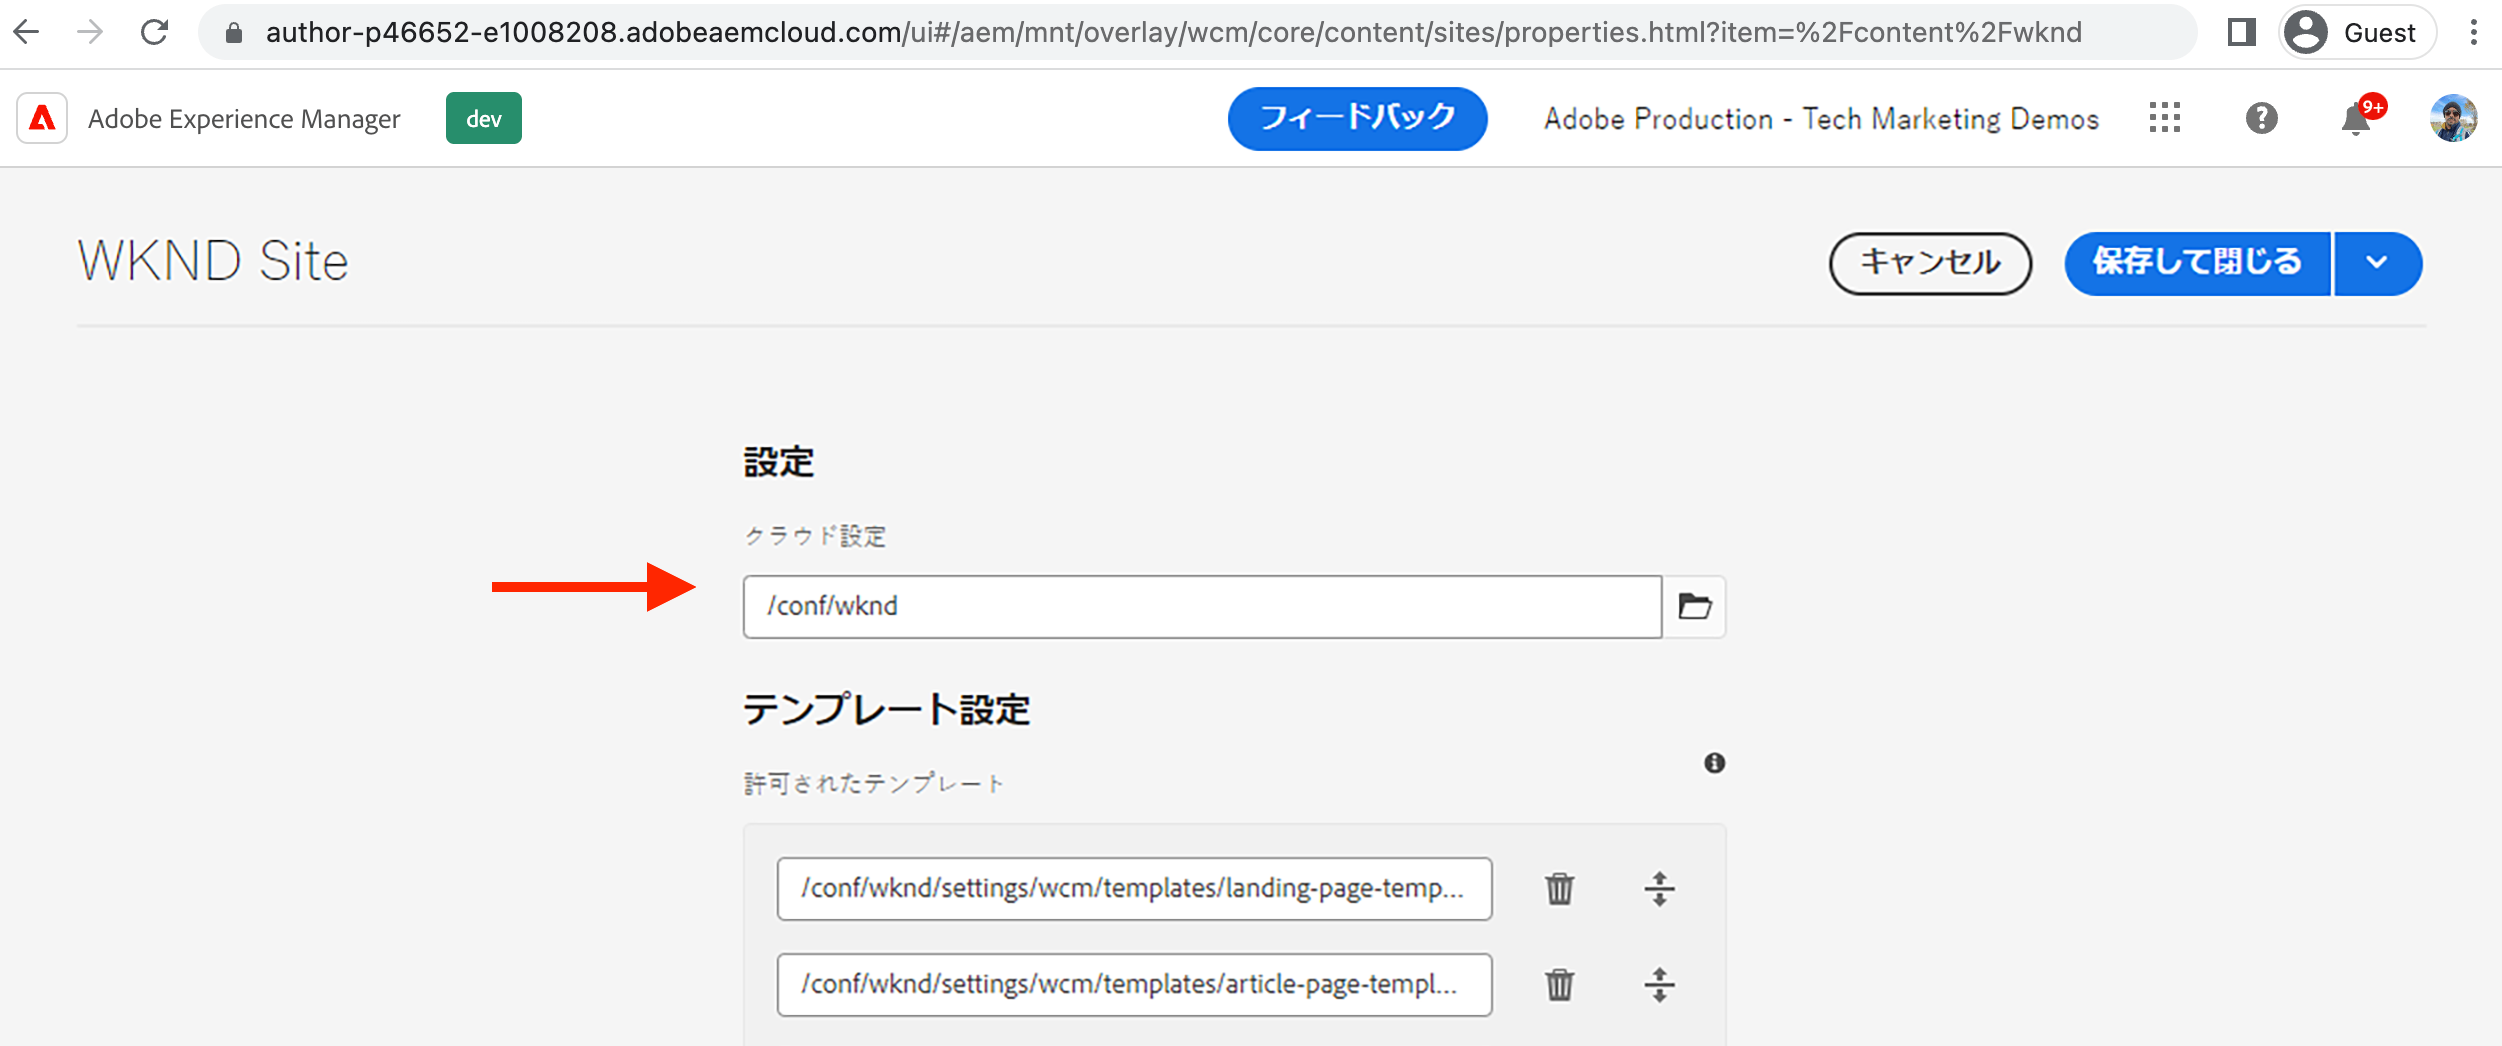 author-p46652-e1008208.adobeaemcloud.com/ui#/aem/mnt/overlay/wcm/core/content/sites/properties.html?item=%2Fcontent%2Fwknd
Guest
Adobe Experience Manager
dev
フィードバック
Adobe Production - Tech Marketing Demos
9+
WKND Site
キャンセル
保存して閉じる
設定
クラウド設定
/conf/wknd
テンプレート設定
許可されたテンプレート
/conf/wknd/settings/wcm/templates/landing-page-temp...
/conf/wknd/settings/wcm/templates/article-page-templ...